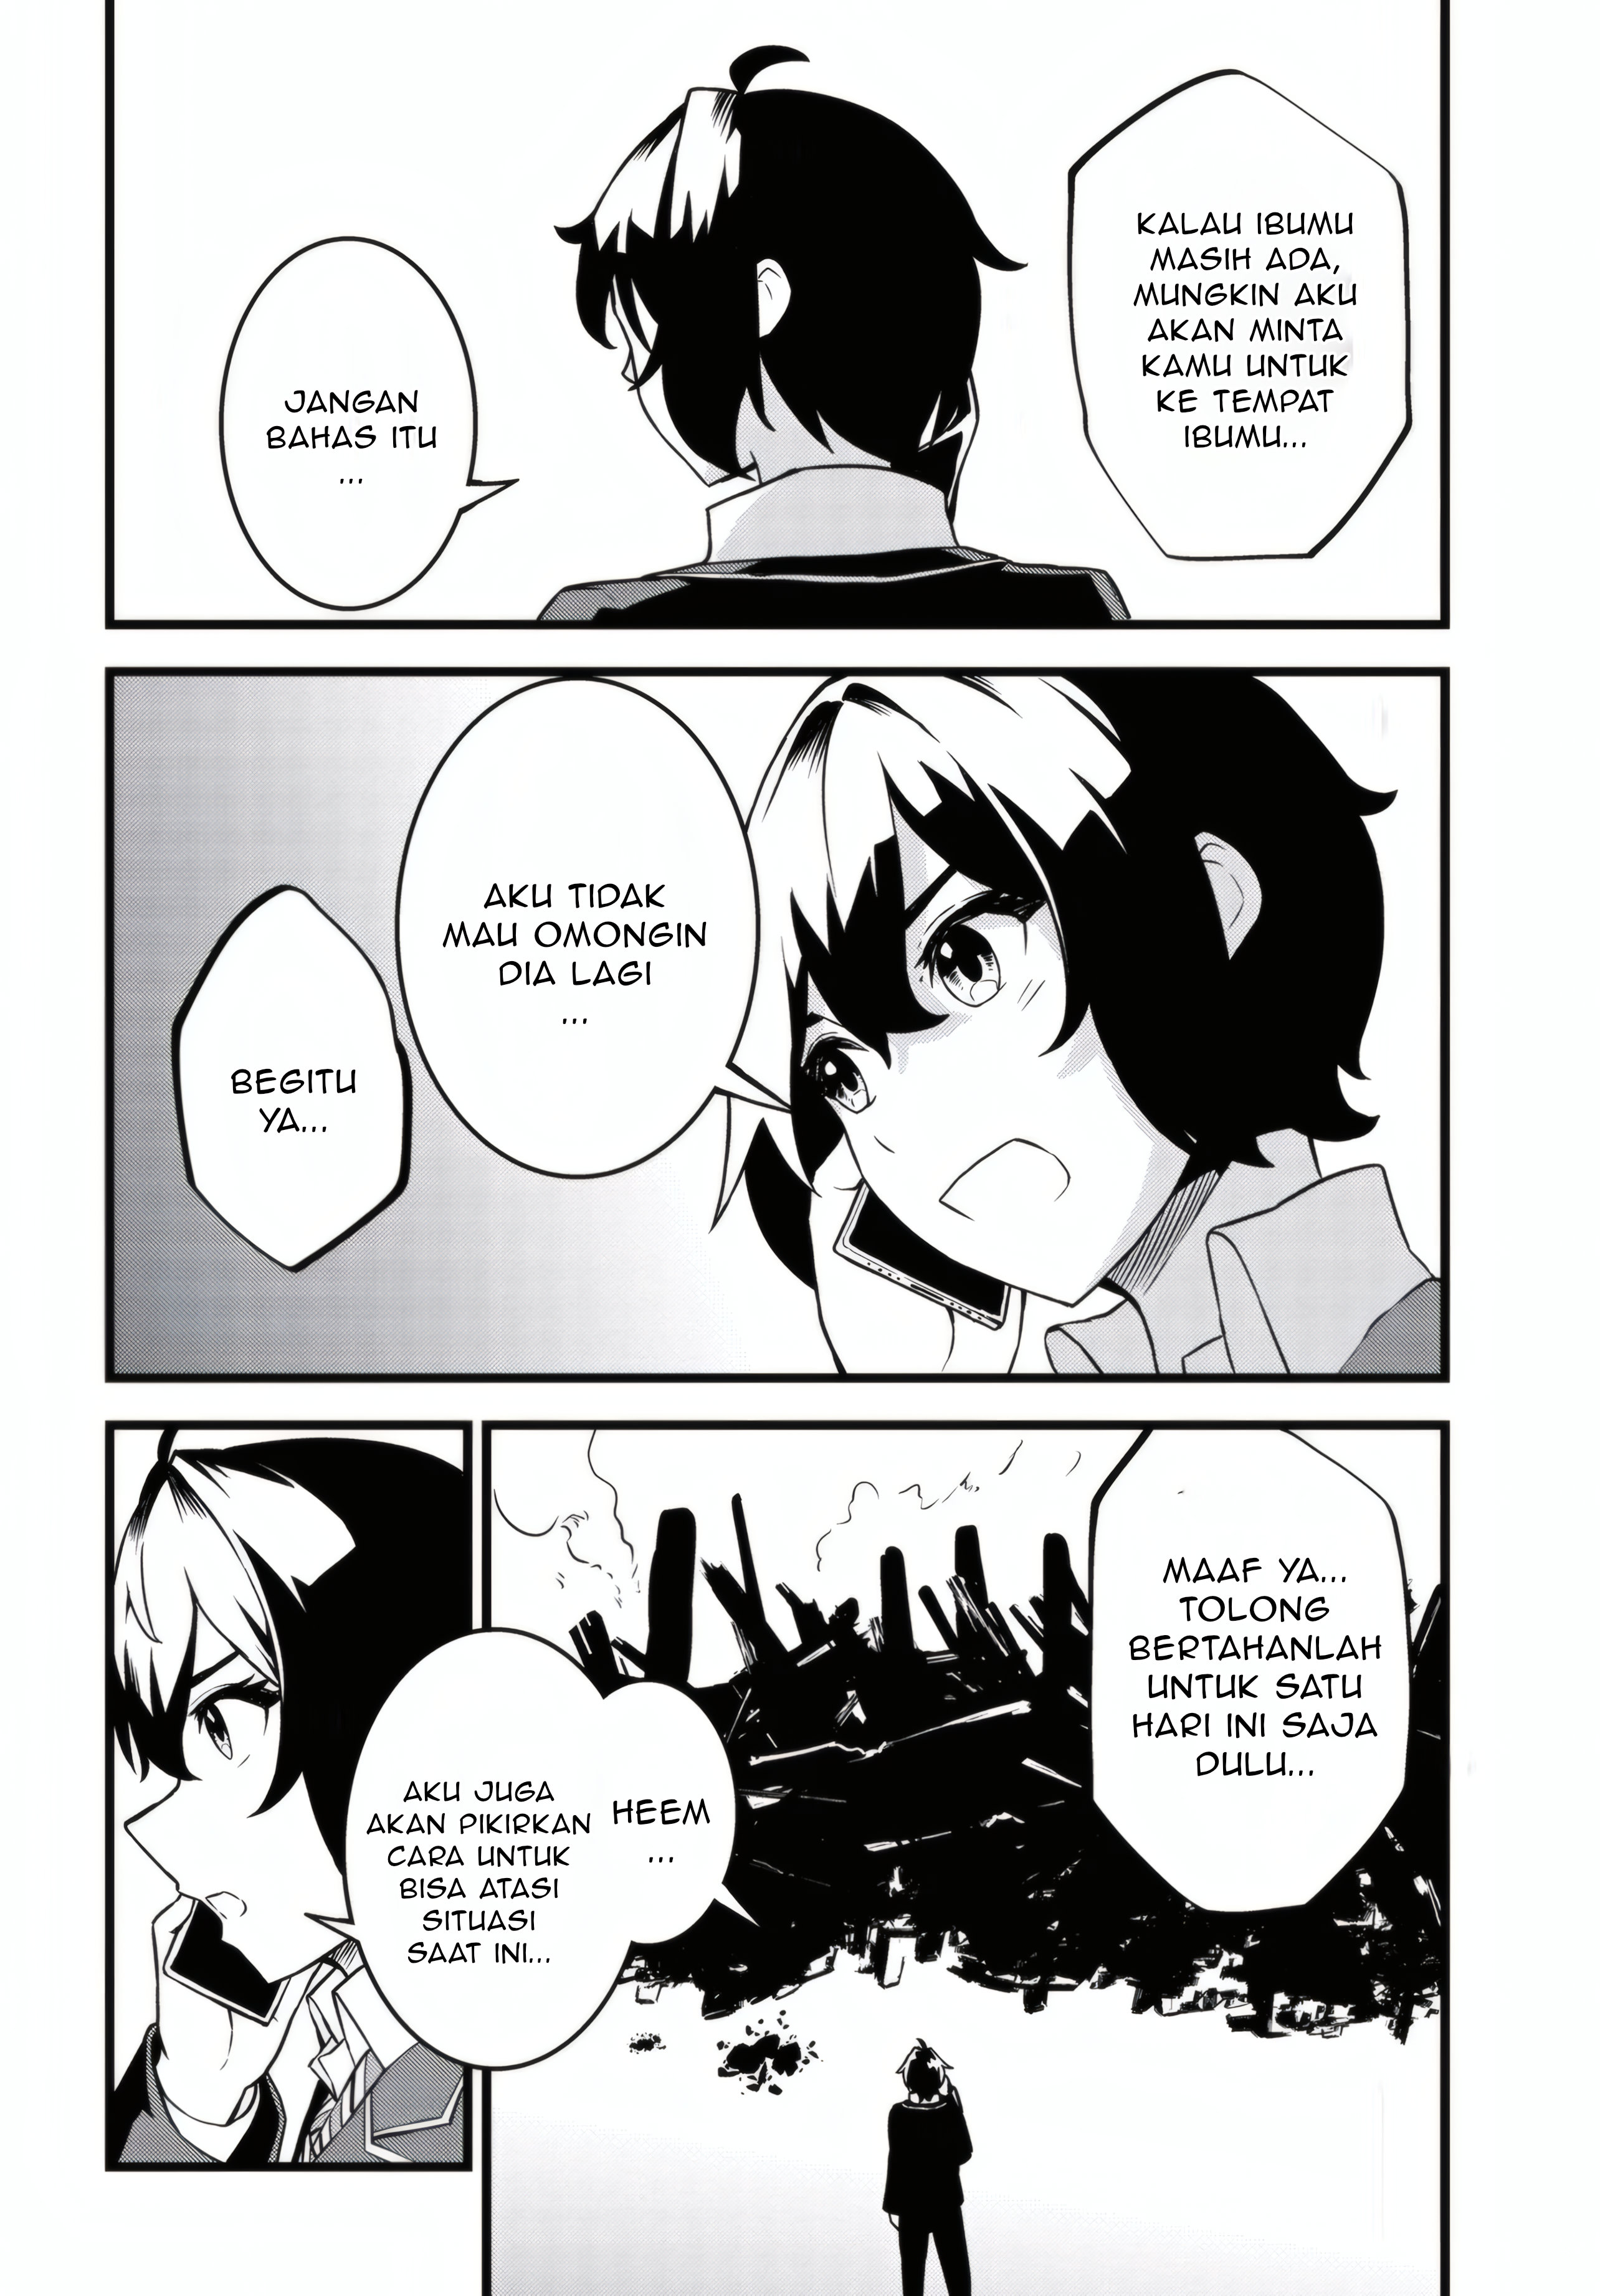 KALAU IBUMU
MASIH ADA,
MUNGKIN AKU
AKAN MINTA
KAMU UNTUK
KE TEMPAT
IBUMU...
JANGAN
BAHAS ITU
...
AKU TIDAK
MAU OMONGIN
DIA LAGI
...
BEGITU
YA...
MAAF YA...
TOLONG
BERTAHANLAH
UNTUK SATU
HARI INI SAJA
DULU...
HEEM
...
AKU JUGA
AKAN PIKIRKAN
CARA UNTUK
BISA ATASI
SITUASI
SAAT INI...